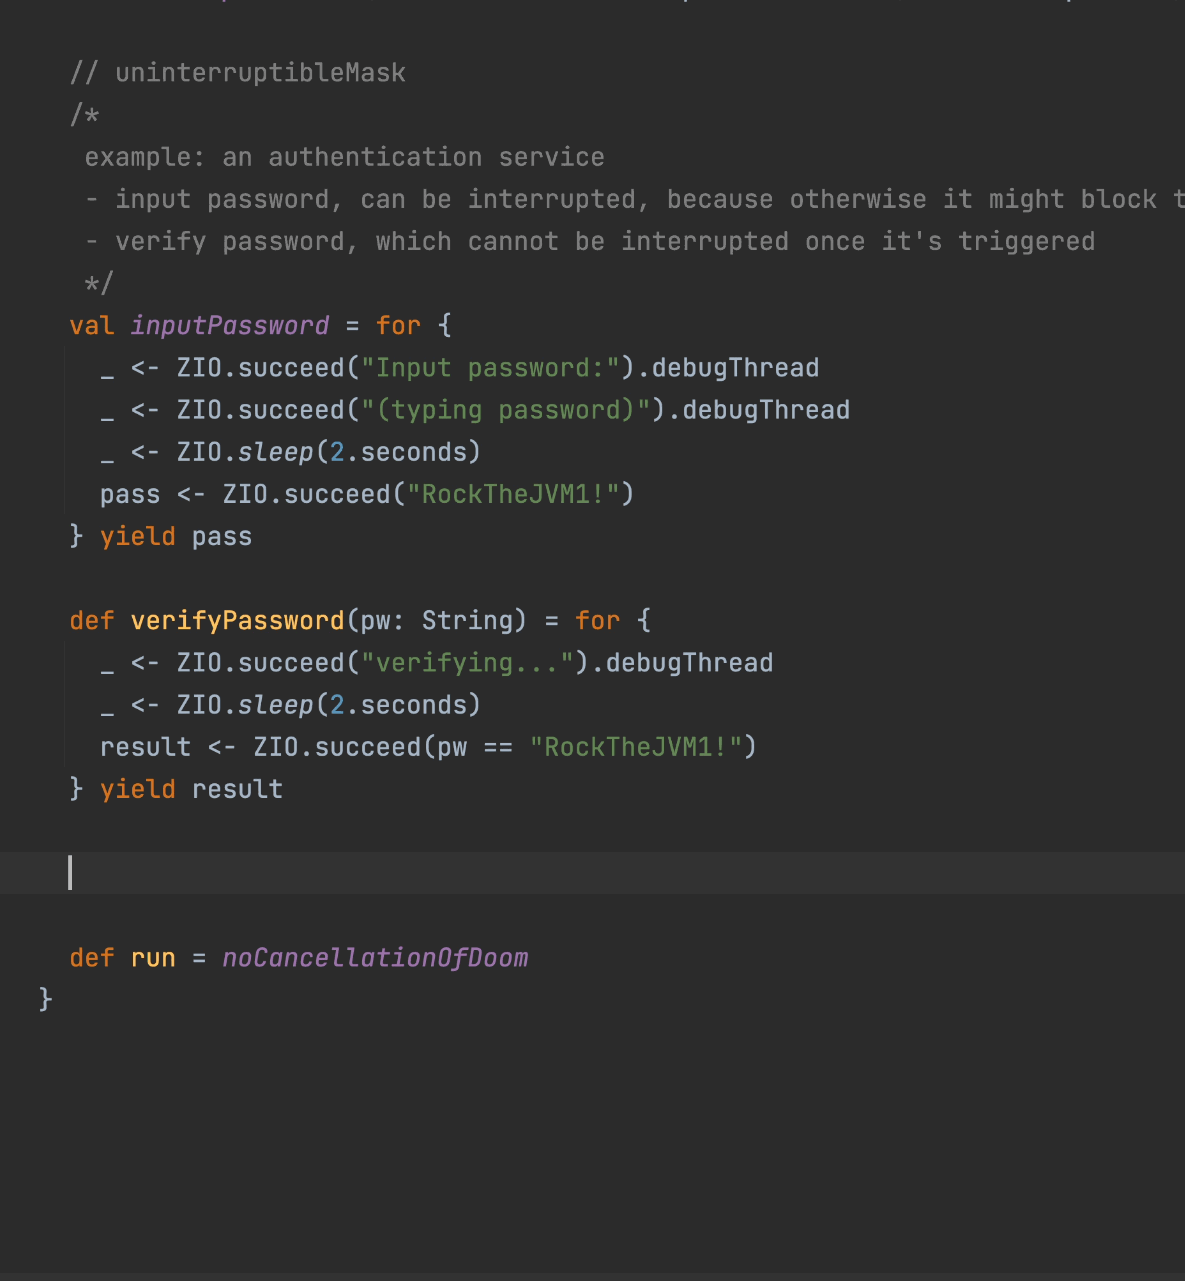 // uninterruptibleMask
/*
example: an authentication service
- input password, can be interrupted, because otherwise it might block
- verify password, which cannot be interrupted once it's triggered
*/
val inputPassword = for {
_ <- ZIO.succeed("Input password:").debugThread
_ <- ZIO.succeed("(typing password)").debugThread
_ <- ZIO.sleep(2.seconds)
pass <- ZIO.succeed("RockTheJVM1!")
} yield pass
def verifyPassword(pw: String) = for {
_ <- ZIO.succeed("verifying...").debugThread
_ <- ZIO.sleep(2.seconds)
result <- ZIO.succeed(pw == "RockTheJVM1!")
} yield result
def run = noCancellationOfDoom
}